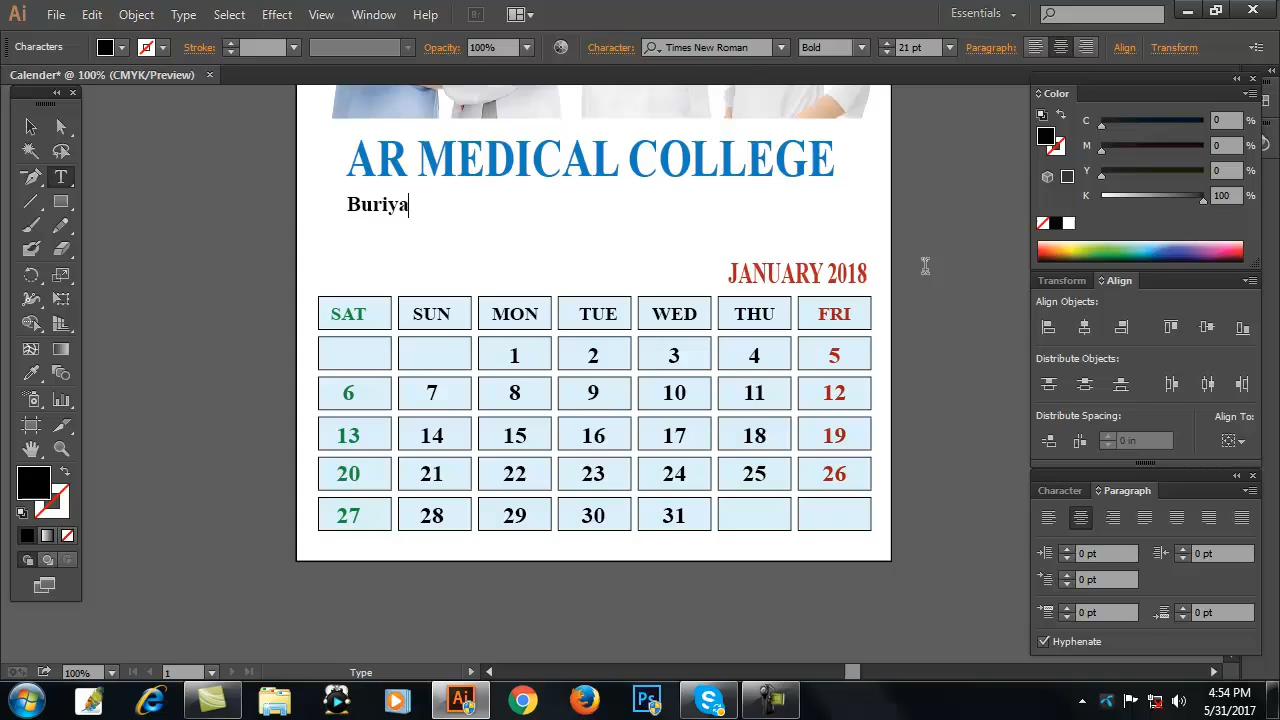 Ai File Edit Object Type Select Effect View Window Help Br Essentials
Characters Stroke: Opacity: 100% Character: Times New Roman Bold 21 pt Paragraph: Align Transform
Calender* @ 100% (CMYK/Preview) ×
AR MEDICAL COLLEGE
Buriya
JANUARY 2018
SAT SUN MON TUE WED THU FRI
1 2 3 4 5
6 7 8 9 10 11 12
13 14 15 16 17 18 19
20 21 22 23 24 25 26
27 28 29 30 31
Color
C 0 %
M 0 %
Y 0 %
K 100 %
Transform Align
Align Objects:
Distribute Objects:
Distribute Spacing: Align To:
0 in
Character Paragraph
0 pt 0 pt
0 pt
0 pt 0 pt
Hyphenate
100% 1 Type
Ai Ps S
4:54 PM
5/31/2017